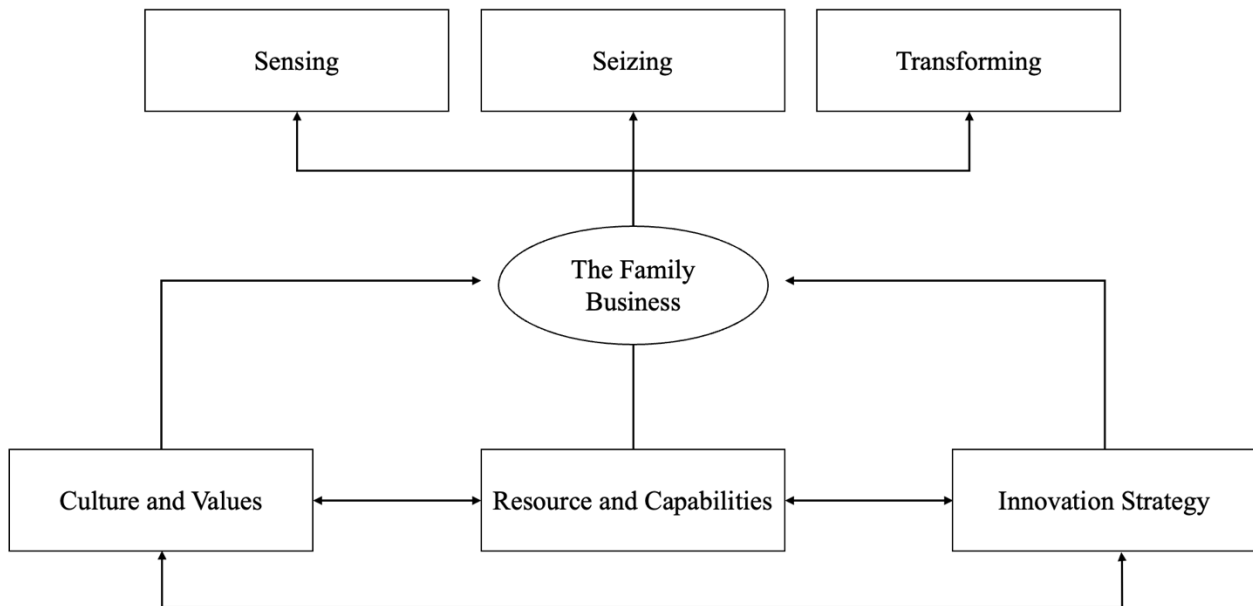 Sensing
Seizing
Transforming
The Family
Business
Culture and Values
Resource and Capabilities
Innovation Strategy